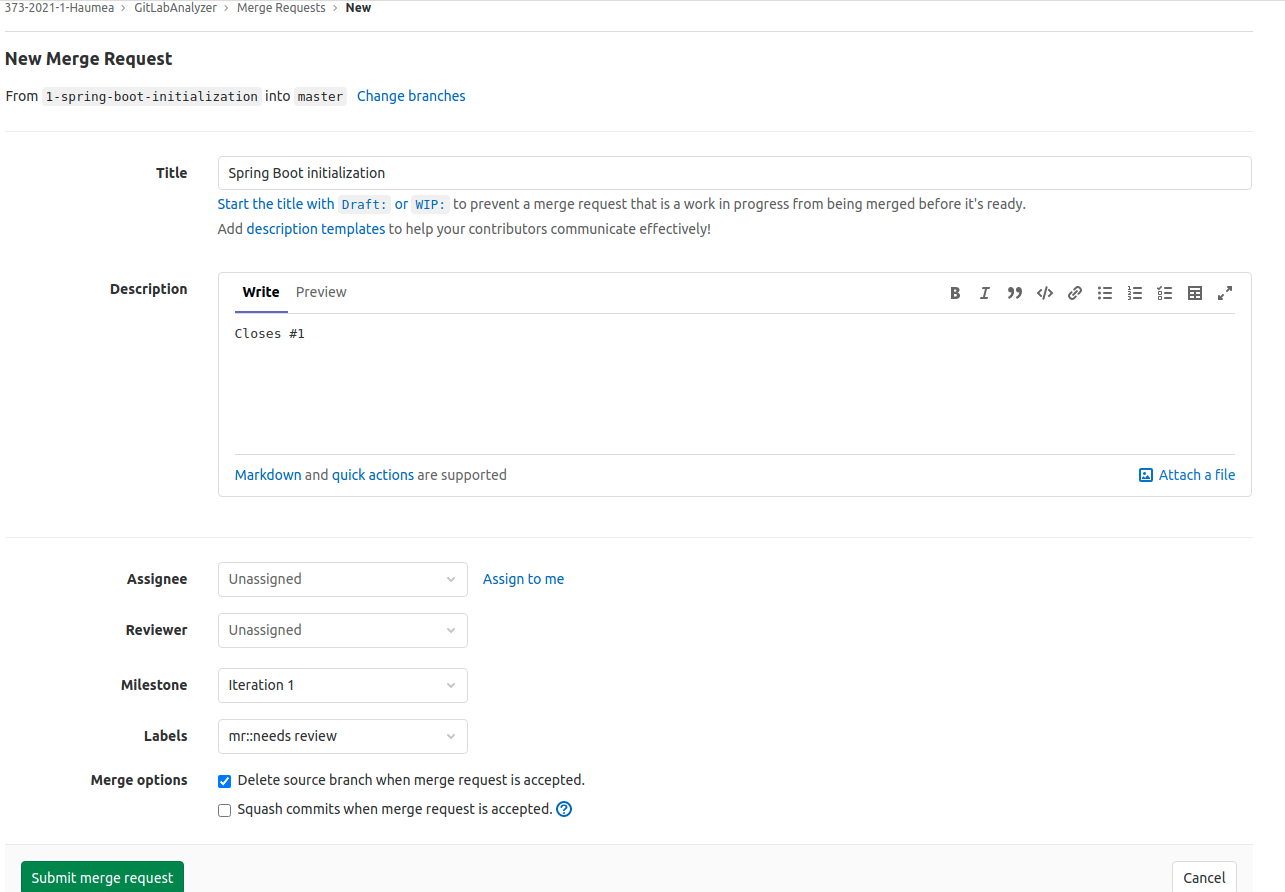 373-2021-1-Haumea › GitLabAnalyzer › Merge Requests › New
New Merge Request
From 1-spring-boot-initialization into master Change branches
Title
Spring Boot initialization
Start the title with Draft: or WIP: to prevent a merge request that is a work in progress from being merged before it's ready.
Add description templates to help your contributors communicate effectively!
Description
Write Preview
Closes #1
Markdown and quick actions are supported
Attach a file
Assignee Unassigned Assign to me
Reviewer Unassigned
Milestone Iteration 1
Labels mr::needs review
Merge options Delete source branch when merge request is accepted.
Squash commits when merge request is accepted.
Submit merge request Cancel